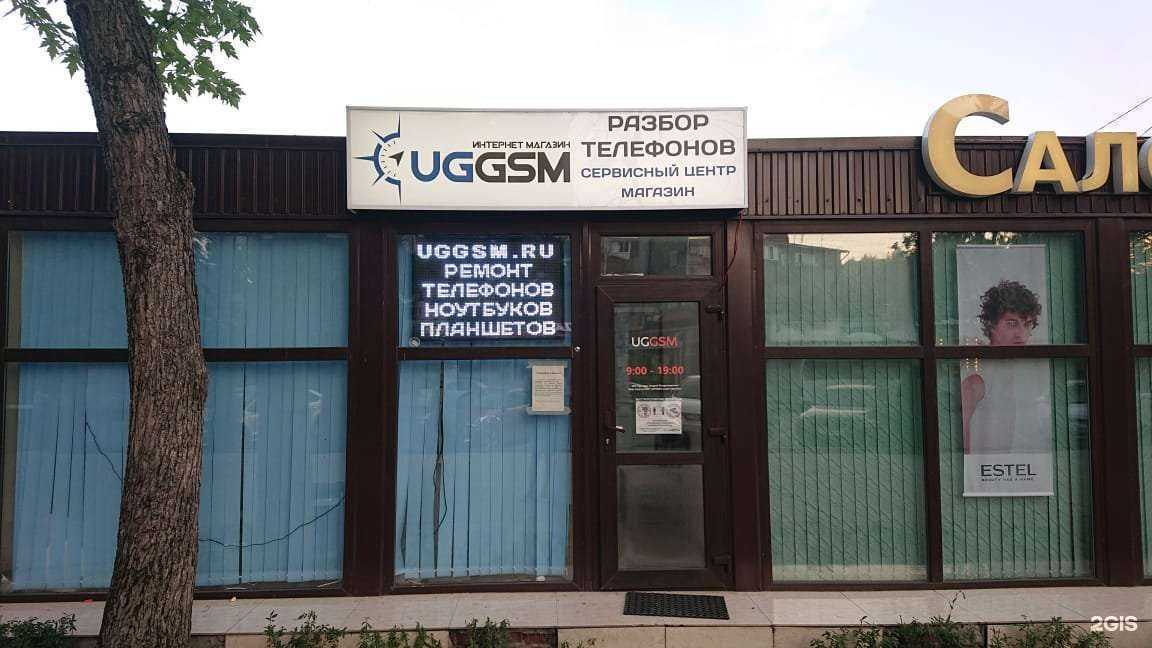 ИНТЕРНЕТ МАГАЗИН
UGGSM
РАЗБОР
ТЕЛЕФОНОВ
СЕРВИСНЫЙ ЦЕНТР
МАГАЗИН
САЛ
UGGSM.RU
РЕМОНТ
ТЕЛЕФОНОВ
НОУТБУКОВ
ПЛАНШЕТОВ
UGGSM
9:00 - 19:00
ESTEL
2GIS